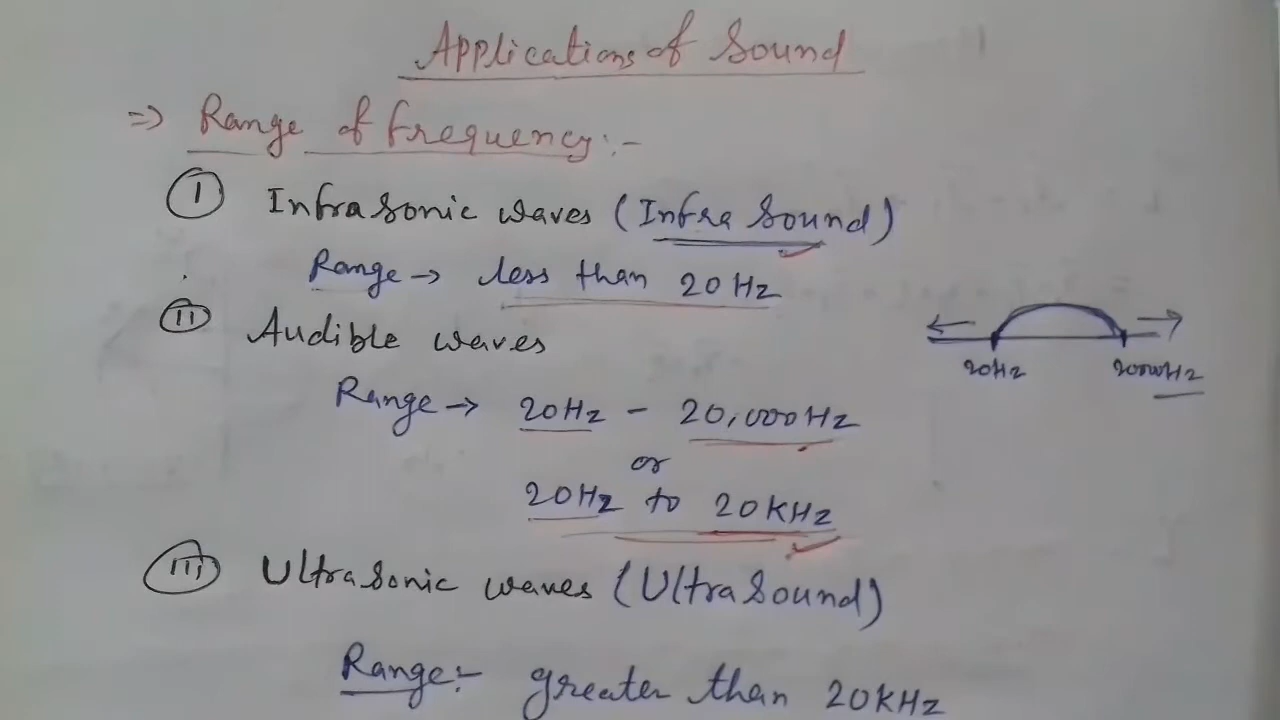 Applications of Sound
=> Range of frequency:-
I Infrasonic waves (Infra Sound)
Range → less than 20 Hz
II Audible waves
Range → 20Hz - 20,000Hz
or
20Hz to 20KHz
20Hz 20000Hz
III Ultrasonic waves (UltraSound)
Range:- greater than 20KHz